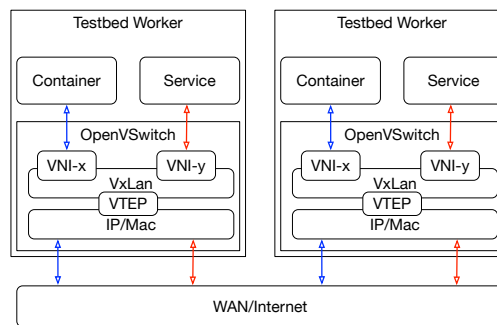 Testbed Worker
Container
Service
OpenVSwitch
VNI-x
VNI-y
VxLan
VTEP
IP/Mac
Testbed Worker
Container
Service
OpenVSwitch
VNI-x
VNI-y
VxLan
VTEP
IP/Mac
WAN/Internet